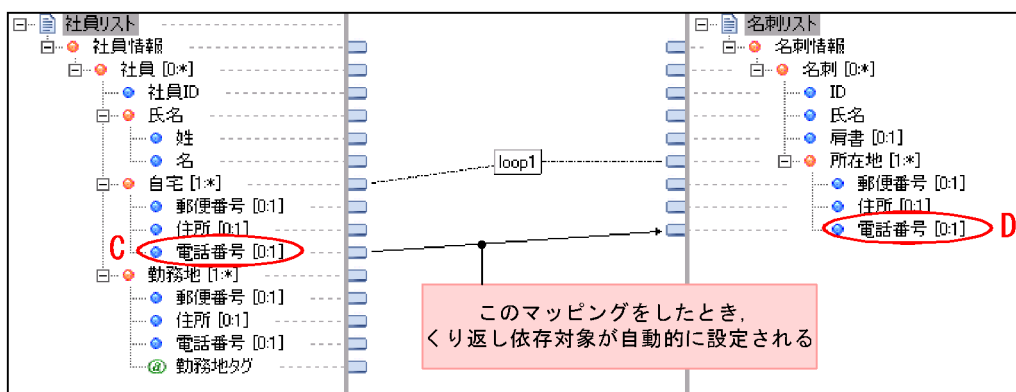 社員リスト
社員情報
社員 [0:*]
社員ID
氏名
姓
名
自宅 [1:*]
郵便番号 [0:1]
住所 [0:1]
C 電話番号 [0:1]
勤務地 [1:*]
郵便番号 [0:1]
住所 [0:1]
電話番号 [0:1]
@ 勤務地タグ
loop1
このマッピングをしたとき,
くり返し依存対象が自動的に設定される
名刺リスト
名刺情報
名刺 [0:*]
ID
氏名
肩書 [0:1]
所在地 [1:*]
郵便番号 [0:1]
住所 [0:1]
電話番号 [0:1] D